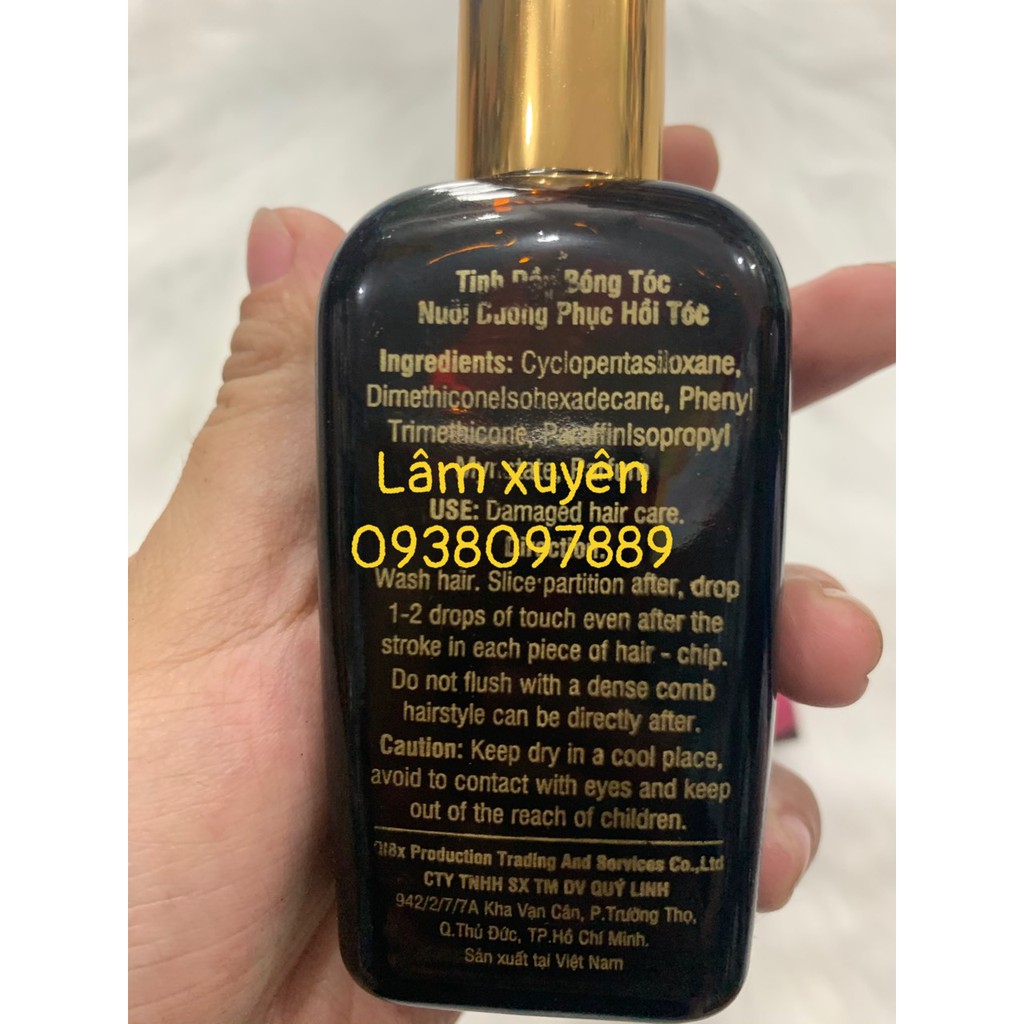 Tinh Dầu Bóng Tóc
Nuôi Dưỡng Phục Hồi Tóc
Ingredients: Cyclopentasiloxane,
DimethiconeIsohexadecane, Phenyl
Trimethicone, ParaffinIsopropyl
Lâm xuyên
USE: Damaged hair care.
0938097889
Direction:
Wash hair. Slice partition after, drop
1-2 drops of touch even after the
stroke in each piece of hair - chip.
Do not flush with a dense comb
hairstyle can be directly after.
Caution: Keep dry in a cool place,
avoid to contact with eyes and keep
out of the reach of children.
Production Trading And Services Co.,Ltd
CTY TNHH SX TM DV QUÝ LINH
942/2/7/7A Kha Vạn Cân, P.Trường Thọ,
Q.Thủ Đức, TP.Hồ Chí Minh.
Sản xuất tại Việt Nam